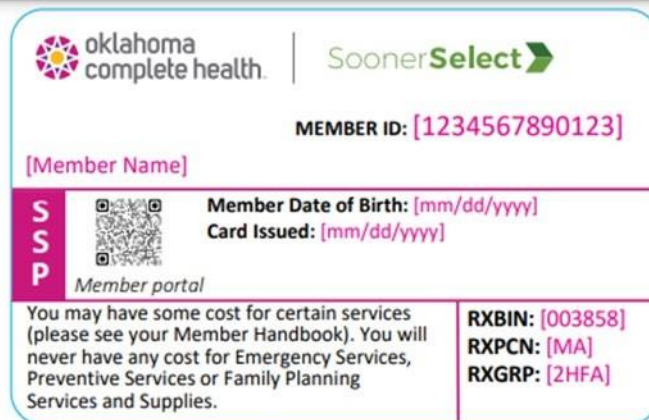 oklahoma
complete health.
SoonerSelect
MEMBER ID: [1234567890123]
[Member Name]
SSP
Member Date of Birth: [mm/dd/yyyy]
Card Issued: [mm/dd/yyyy]
Member portal
You may have some cost for certain services
(please see your Member Handbook). You will
never have any cost for Emergency Services,
Preventive Services or Family Planning
Services and Supplies.
RXBIN: [003858]
RXPCN: [MA]
RXGRP: [2HFA]